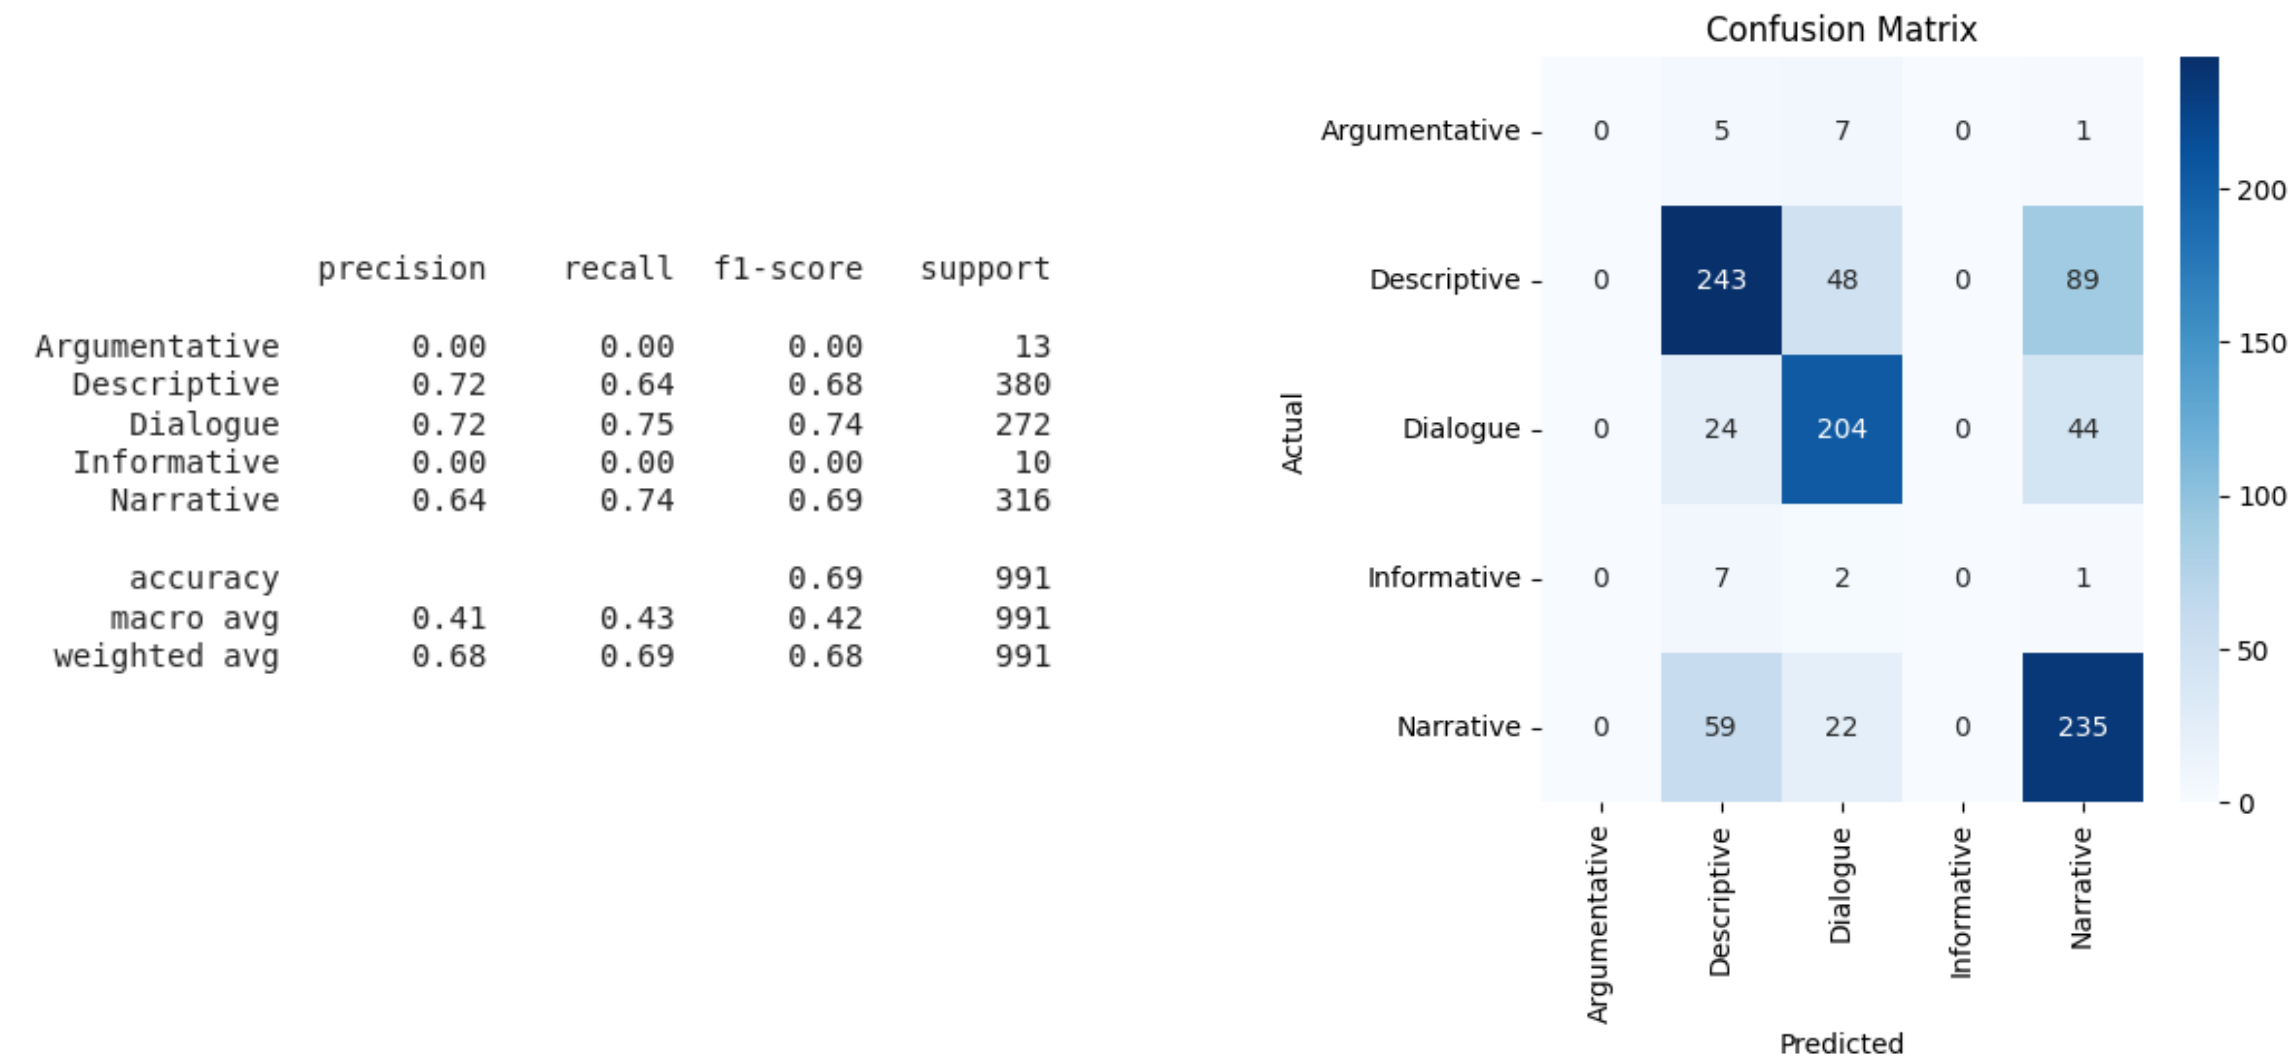 precision recall f1-score support
Argumentative 0.00 0.00 0.00 13
Descriptive 0.72 0.64 0.68 380
Dialogue 0.72 0.75 0.74 272
Informative 0.00 0.00 0.00 10
Narrative 0.64 0.74 0.69 316
accuracy 0.69 991
macro avg 0.41 0.43 0.42 991
weighted avg 0.68 0.69 0.68 991
Confusion Matrix
Actual
Argumentative 0 5 7 0 1
Descriptive 0 243 48 0 89
Dialogue 0 24 204 0 44
Informative 0 7 2 0 1
Narrative 0 59 22 0 235
Argumentative
Descriptive
Dialogue
Informative
Narrative
Predicted
200
150
100
50
0